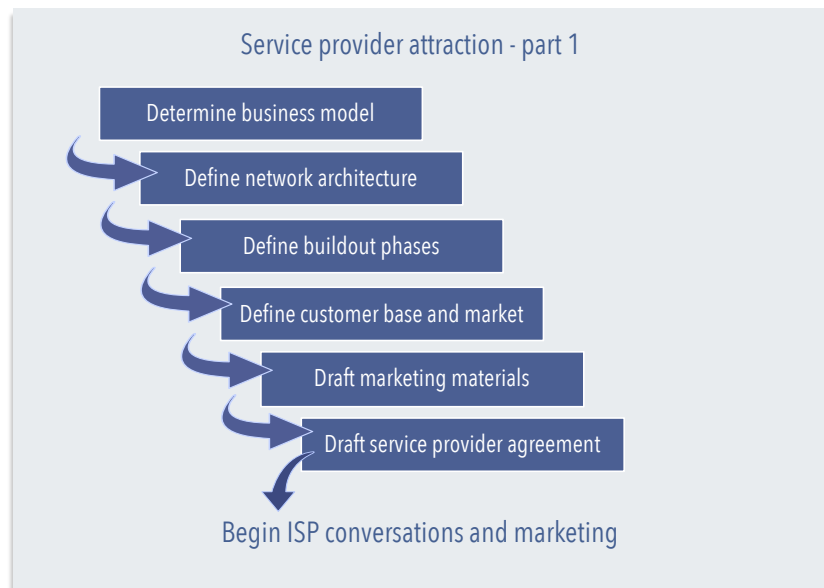 Service provider attraction - part 1
Determine business model
Define network architecture
Define buildout phases
Define customer base and market
Draft marketing materials
Draft service provider agreement
Begin ISP conversations and marketing